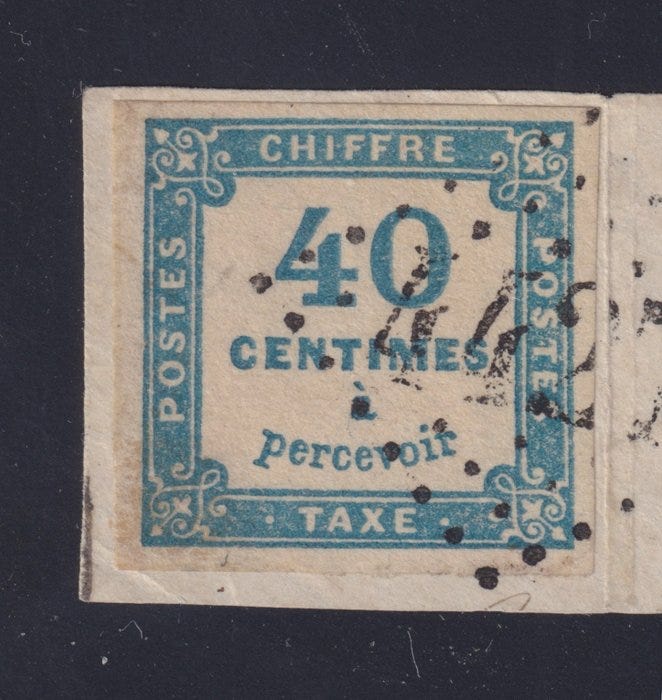 CHIFFRE
POSTES
40
CENTIMES
à
percevoir
POSTES
TAXE